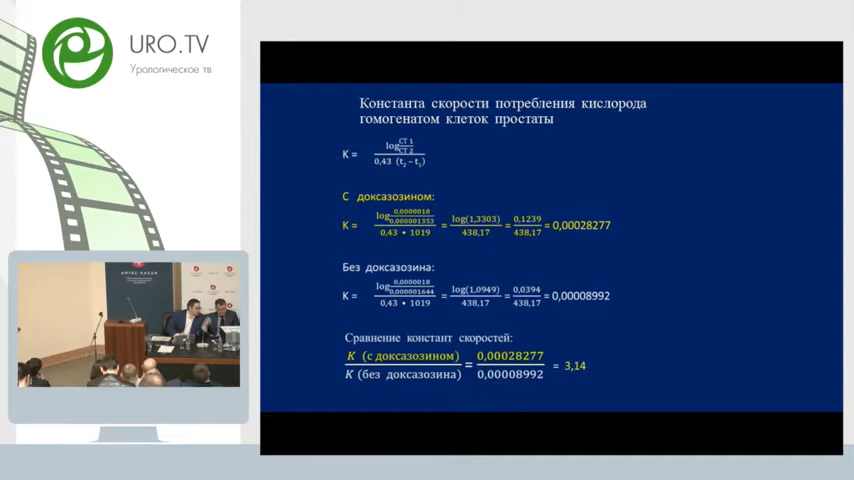 URO.TV
Урологическое тв
Константа скорости потребления кислорода
гомогенатом клеток простаты
K = log CT 1 / CT 2 / 0,43 (t₂ – t₁)
С доксазозином:
K = log 0,0000018 / 0,000001353 / 0,43 • 1019 = log(1,3303) / 438,17 = 0,1239 / 438,17 = 0,00028277
Без доксазозина:
K = log 0,0000018 / 0,000001644 / 0,43 • 1019 = log(1,0949) / 438,17 = 0,0394 / 438,17 = 0,00008992
Сравнение констант скоростей:
K (с доксазозином) / K (без доксазозина) = 0,00028277 / 0,00008992 = 3,14